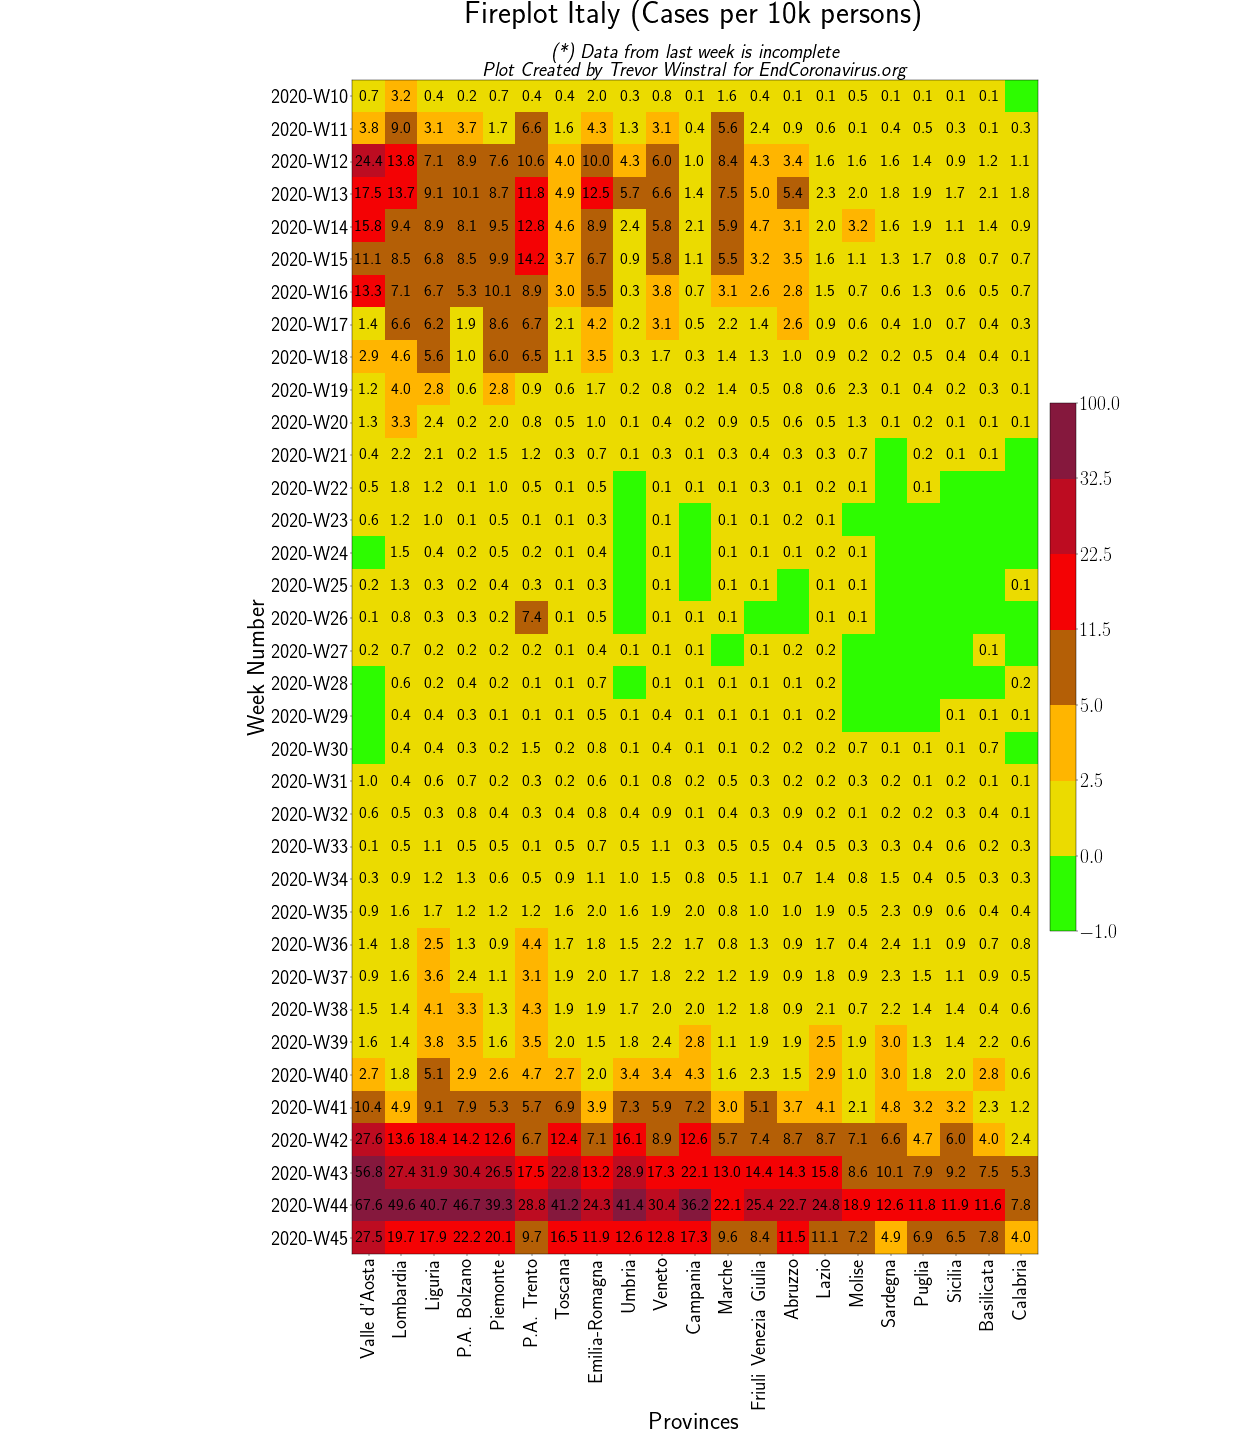 Fireplot Italy (Cases per 10k persons)
(*) Data from last week is incomplete
Plot Created by Trevor Winstral for EndCoronavirus.org
2020-W10 0.7 3.2 0.4 0.2 0.7 0.4 0.4 2.0 0.3 0.8 0.1 1.6 0.4 0.1 0.1 0.5 0.1 0.1 0.1 0.1
2020-W11 3.8 9.0 3.1 3.7 1.7 6.6 1.6 4.3 1.3 3.1 0.4 5.6 2.4 0.9 0.6 0.1 0.4 0.5 0.3 0.1 0.3
2020-W12 24.4 13.8 7.1 8.9 7.6 10.6 4.0 10.0 4.3 6.0 1.0 8.4 4.3 3.4 1.6 1.6 1.6 1.4 0.9 1.2 1.1
2020-W13 17.5 13.7 9.1 10.1 8.7 11.8 4.9 12.5 5.7 6.6 1.4 7.5 5.0 5.4 2.3 2.0 1.8 1.9 1.7 2.1 1.8
2020-W14 15.8 9.4 8.9 8.1 9.5 12.8 4.6 8.9 2.4 5.8 2.1 5.9 4.7 3.1 2.0 3.2 1.6 1.9 1.1 1.4 0.9
2020-W15 11.1 8.5 6.8 8.5 9.9 14.2 3.7 6.7 0.9 5.8 1.1 5.5 3.2 3.5 1.6 1.1 1.3 1.7 0.8 0.7 0.7
2020-W16 13.3 7.1 6.7 5.3 10.1 8.9 3.0 5.5 0.3 3.8 0.7 3.1 2.6 2.8 1.5 0.7 0.6 1.3 0.6 0.5 0.7
2020-W17 1.4 6.6 6.2 1.9 8.6 6.7 2.1 4.2 0.2 3.1 0.5 2.2 1.4 2.6 0.9 0.6 0.4 1.0 0.7 0.4 0.3
2020-W18 2.9 4.6 5.6 1.0 6.0 6.5 1.1 3.5 0.3 1.7 0.3 1.4 1.3 1.0 0.9 0.2 0.2 0.5 0.4 0.4 0.1
2020-W19 1.2 4.0 2.8 0.6 2.8 0.9 0.6 1.7 0.2 0.8 0.2 1.4 0.5 0.8 0.6 2.3 0.1 0.4 0.2 0.3 0.1
2020-W20 1.3 3.3 2.4 0.2 2.0 0.8 0.5 1.0 0.1 0.4 0.2 0.9 0.5 0.6 0.5 1.3 0.1 0.2 0.1 0.1 0.1
2020-W21 0.4 2.2 2.1 0.2 1.5 1.2 0.3 0.7 0.1 0.3 0.1 0.3 0.4 0.3 0.3 0.7 0.2 0.1 0.1
2020-W22 0.5 1.8 1.2 0.1 1.0 0.5 0.1 0.5 0.1 0.1 0.1 0.3 0.1 0.2 0.1 0.1
2020-W23 0.6 1.2 1.0 0.1 0.5 0.1 0.1 0.3 0.1 0.1 0.1 0.2 0.1
2020-W24 1.5 0.4 0.2 0.5 0.2 0.1 0.4 0.1 0.1 0.1 0.1 0.2 0.1
2020-W25 0.2 1.3 0.3 0.2 0.4 0.3 0.1 0.3 0.1 0.1 0.1 0.1 0.1 0.1
2020-W26 0.1 0.8 0.3 0.3 0.2 7.4 0.1 0.5 0.1 0.1 0.1 0.1 0.1
2020-W27 0.2 0.7 0.2 0.2 0.2 0.2 0.1 0.4 0.1 0.1 0.1 0.1 0.2 0.2 0.1
2020-W28 0.6 0.2 0.4 0.2 0.1 0.1 0.7 0.1 0.1 0.1 0.1 0.1 0.2 0.2
2020-W29 0.4 0.4 0.3 0.1 0.1 0.1 0.5 0.1 0.4 0.1 0.1 0.1 0.1 0.2 0.1 0.1 0.1
2020-W30 0.4 0.4 0.3 0.2 1.5 0.2 0.8 0.1 0.4 0.1 0.1 0.2 0.2 0.2 0.7 0.1 0.1 0.1 0.7
2020-W31 1.0 0.4 0.6 0.7 0.2 0.3 0.2 0.6 0.1 0.8 0.2 0.5 0.3 0.2 0.2 0.3 0.2 0.1 0.2 0.1 0.1
2020-W32 0.6 0.5 0.3 0.8 0.4 0.3 0.4 0.8 0.4 0.9 0.1 0.4 0.3 0.9 0.2 0.1 0.2 0.2 0.3 0.4 0.1
2020-W33 0.1 0.5 1.1 0.5 0.5 0.1 0.5 0.7 0.5 1.1 0.3 0.5 0.5 0.4 0.5 0.3 0.3 0.4 0.6 0.2 0.3
2020-W34 0.3 0.9 1.2 1.3 0.6 0.5 0.9 1.1 1.0 1.5 0.8 0.5 1.1 0.7 1.4 0.8 1.5 0.4 0.5 0.3 0.3
2020-W35 0.9 1.6 1.7 1.2 1.2 1.2 1.6 2.0 1.6 1.9 2.0 0.8 1.0 1.0 1.9 0.5 2.3 0.9 0.6 0.4 0.4
2020-W36 1.4 1.8 2.5 1.3 0.9 4.4 1.7 1.8 1.5 2.2 1.7 0.8 1.3 0.9 1.7 0.4 2.4 1.1 0.9 0.7 0.8
2020-W37 0.9 1.6 3.6 2.4 1.1 3.1 1.9 2.0 1.7 1.8 2.2 1.2 1.9 0.9 1.8 0.9 2.3 1.5 1.1 0.9 0.5
2020-W38 1.5 1.4 4.1 3.3 1.3 4.3 1.9 1.9 1.7 2.0 2.0 1.2 1.8 0.9 2.1 0.7 2.2 1.4 1.4 0.4 0.6
2020-W39 1.6 1.4 3.8 3.5 1.6 3.5 2.0 1.5 1.8 2.4 2.8 1.1 1.9 1.9 2.5 1.9 3.0 1.3 1.4 2.2 0.6
2020-W40 2.7 1.8 5.1 2.9 2.6 4.7 2.7 2.0 3.4 3.4 4.3 1.6 2.3 1.5 2.9 1.0 3.0 1.8 2.0 2.8 0.6
2020-W41 10.4 4.9 9.1 7.9 5.3 5.7 6.9 3.9 7.3 5.9 7.2 3.0 5.1 3.7 4.1 2.1 4.8 3.2 3.2 2.3 1.2
2020-W42 27.6 13.6 18.4 14.2 12.6 6.7 12.4 7.1 16.1 8.9 12.6 5.7 7.4 8.7 8.7 7.1 6.6 4.7 6.0 4.0 2.4
2020-W43 56.8 27.4 31.9 30.4 26.5 17.5 22.8 13.2 28.9 17.3 22.1 13.0 14.4 14.3 15.8 8.6 10.1 7.9 9.2 7.5 5.3
2020-W44 67.6 49.6 40.7 46.7 39.3 28.8 41.2 24.3 41.4 30.4 36.2 22.1 25.4 22.7 24.8 18.9 12.6 11.8 11.9 11.6 7.8
2020-W45 27.5 19.7 17.9 22.2 20.1 9.7 16.5 11.9 12.6 12.8 17.3 9.6 8.4 11.5 11.1 7.2 4.9 6.9 6.5 7.8 4.0
Week Number
Valle d'Aosta
Lombardia
Liguria
P.A. Bolzano
Piemonte
P.A. Trento
Toscana
Emilia-Romagna
Umbria
Veneto
Campania
Marche
Friuli Venezia Giulia
Abruzzo
Lazio
Molise
Sardegna
Puglia
Sicilia
Basilicata
Calabria
Provinces
100.0
32.5
22.5
11.5
5.0
2.5
0.0
−1.0